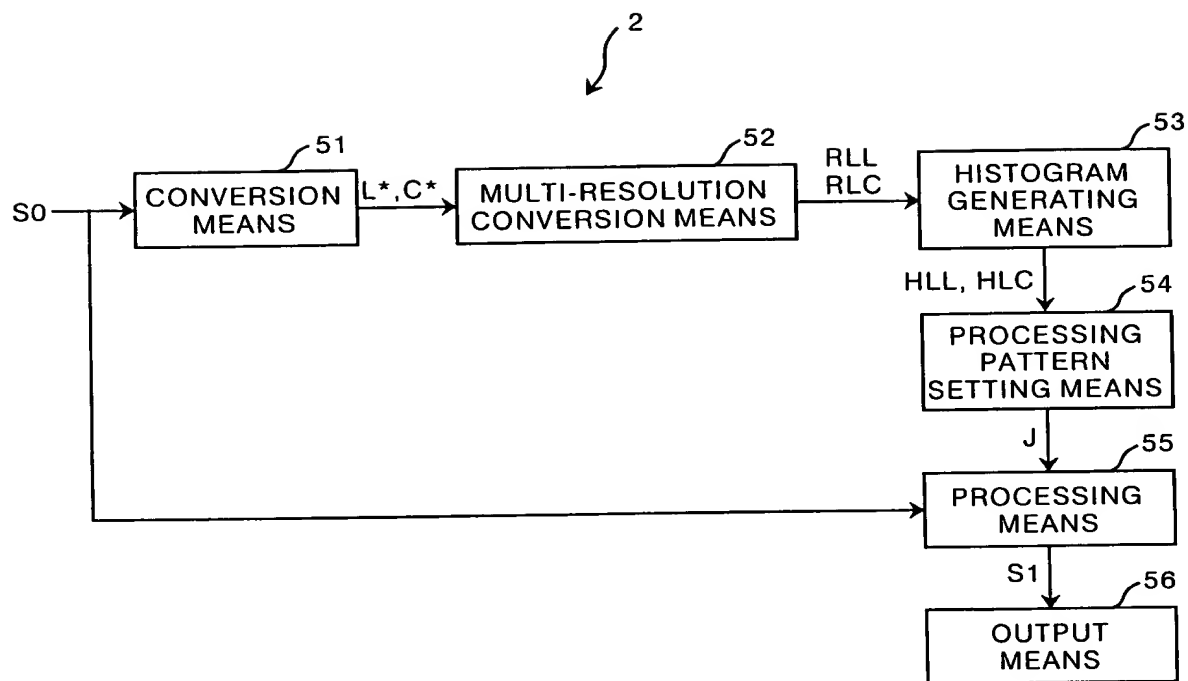 2
51
52
53
S0
CONVERSION
MEANS
L*,C*
MULTI-RESOLUTION
CONVERSION MEANS
RLL
RLC
HISTOGRAM
GENERATING
MEANS
HLL, HLC
54
PROCESSING
PATTERN
SETTING MEANS
J
55
PROCESSING
MEANS
S1
56
OUTPUT
MEANS